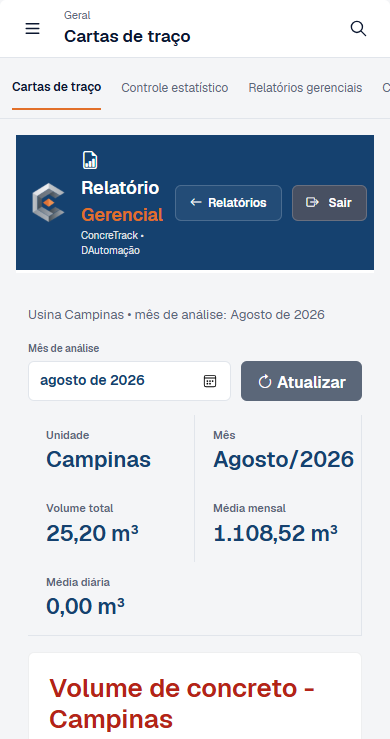 Geral
Cartas de traço
Cartas de traço
Controle estatístico
Relatórios gerenciais
C
Relatório
Gerencial
ConcreTrack •
DAutomação
Relatórios
Sair
Usina Campinas • mês de análise: Agosto de 2026
Mês de análise
agosto de 2026
Atualizar
Unidade
Campinas
Mês
Agosto/2026
Volume total
25,20 m³
Média mensal
1.108,52 m³
Média diária
0,00 m³
Volume de concreto -
Campinas